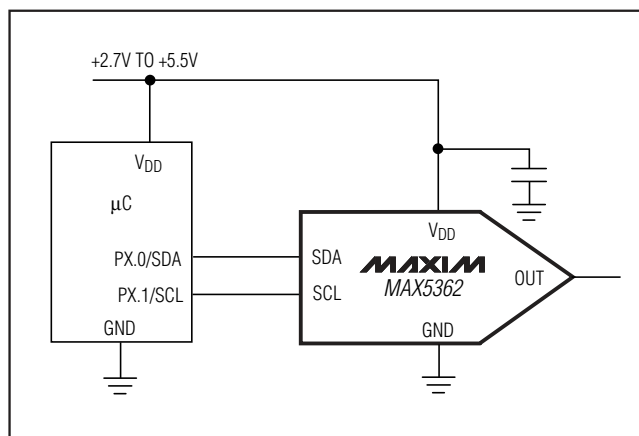 +2.7V TO +5.5V
VDD
μC
PX.0/SDA
PX.1/SCL
GND
VDD
SDA
MAXIM
MAX5362
OUT
SCL
GND